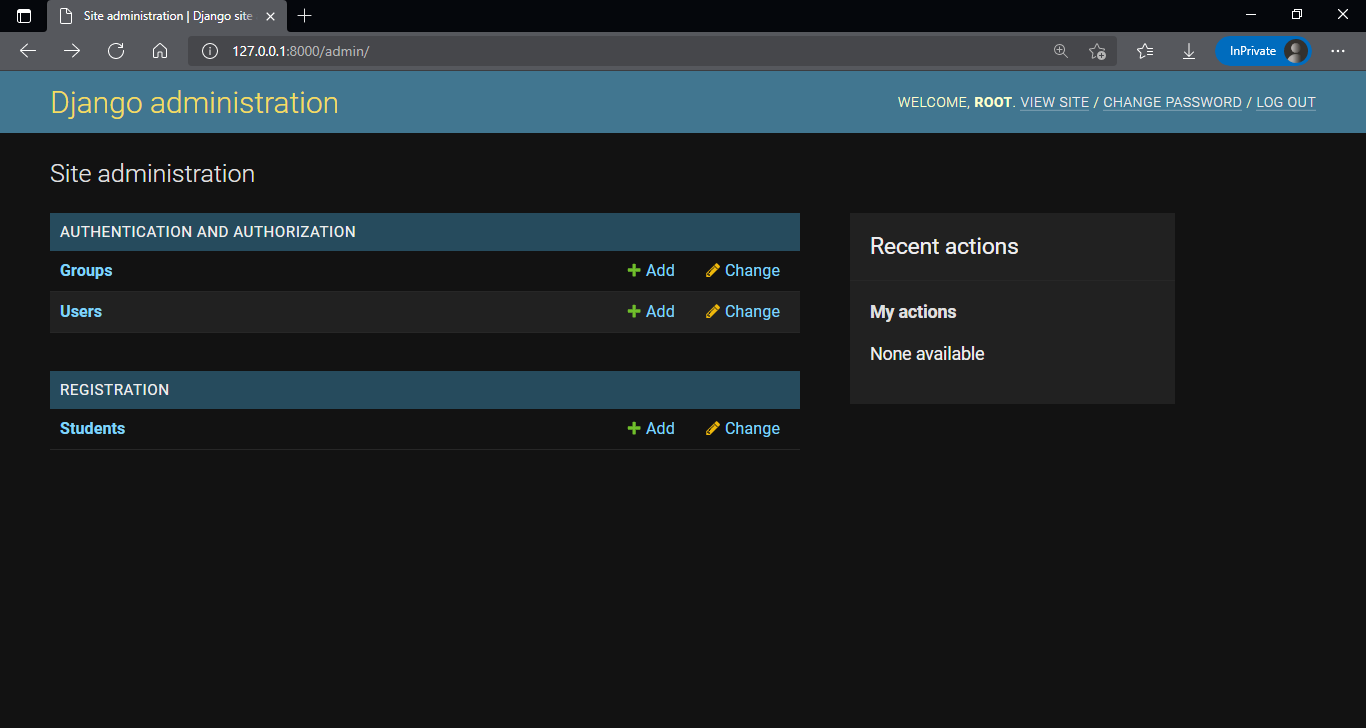 Site administration | Django site
127.0.0.1:8000/admin/
InPrivate
Django administration
WELCOME, ROOT. VIEW SITE / CHANGE PASSWORD / LOG OUT
Site administration
AUTHENTICATION AND AUTHORIZATION
Groups Add Change
Users Add Change
REGISTRATION
Students Add Change
Recent actions
My actions
None available